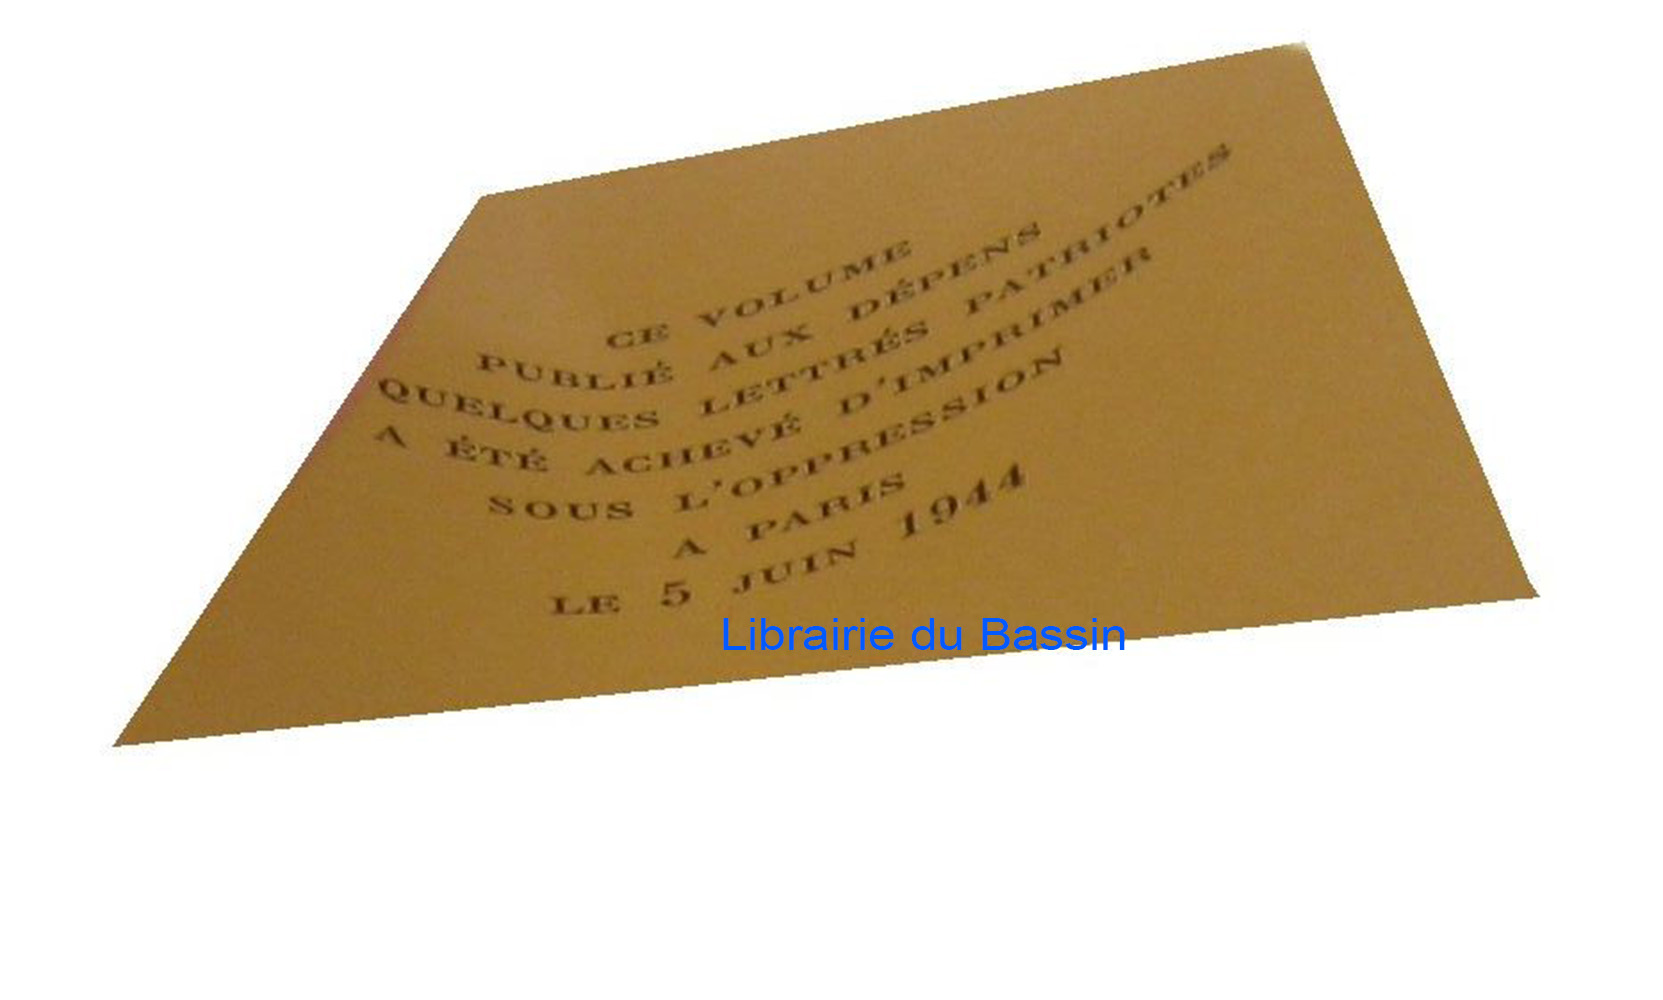 CE VOLUME
PUBLIÉ AUX DÉPENS
QUELQUES LETTRÉS PATRIOTES
A ÉTÉ ACHEVÉ D'IMPRIMER
SOUS L'OPPRESSION
A PARIS
LE 5 JUIN 1944
Librairie du Bassin